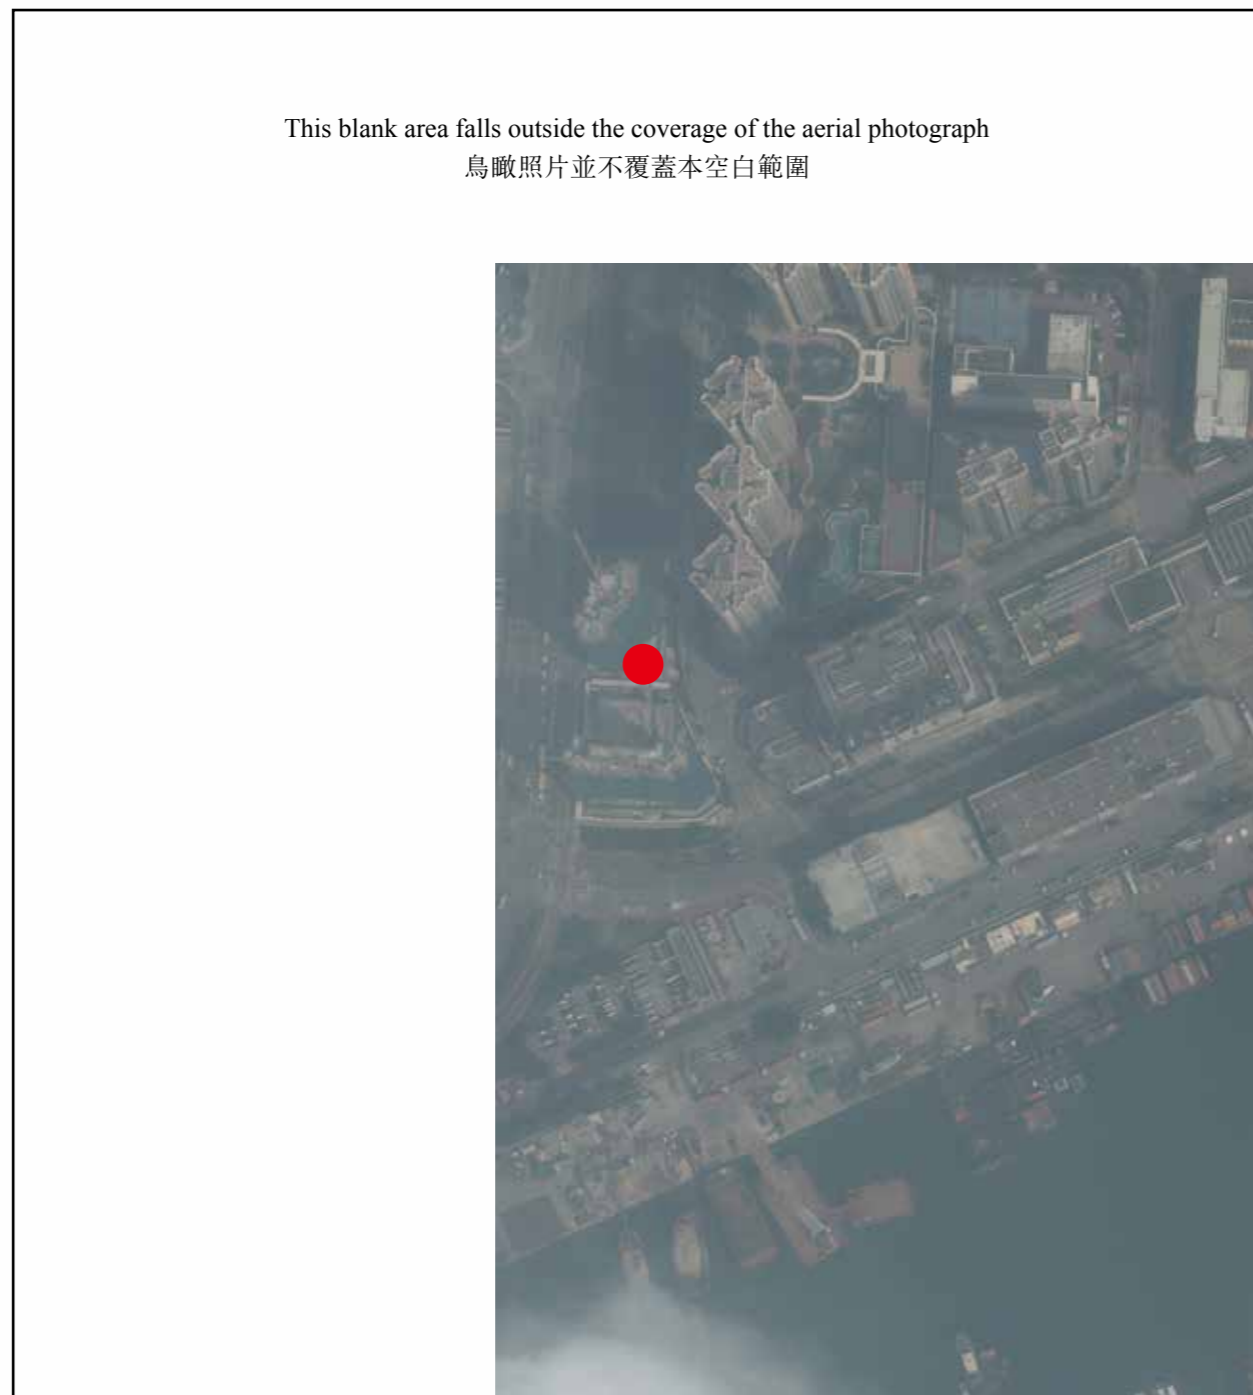 This blank area falls outside the coverage of the aerial photograph
鳥瞰照片並不覆蓋本空白範圍